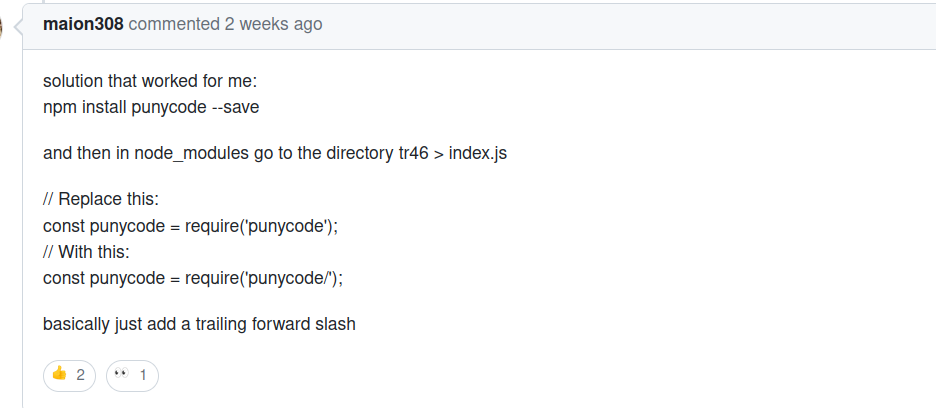 maion308 commented 2 weeks ago
solution that worked for me:
npm install punycode --save
and then in node_modules go to the directory tr46 > index.js
// Replace this:
const punycode = require('punycode');
// With this:
const punycode = require('punycode/');
basically just add a trailing forward slash
2
1